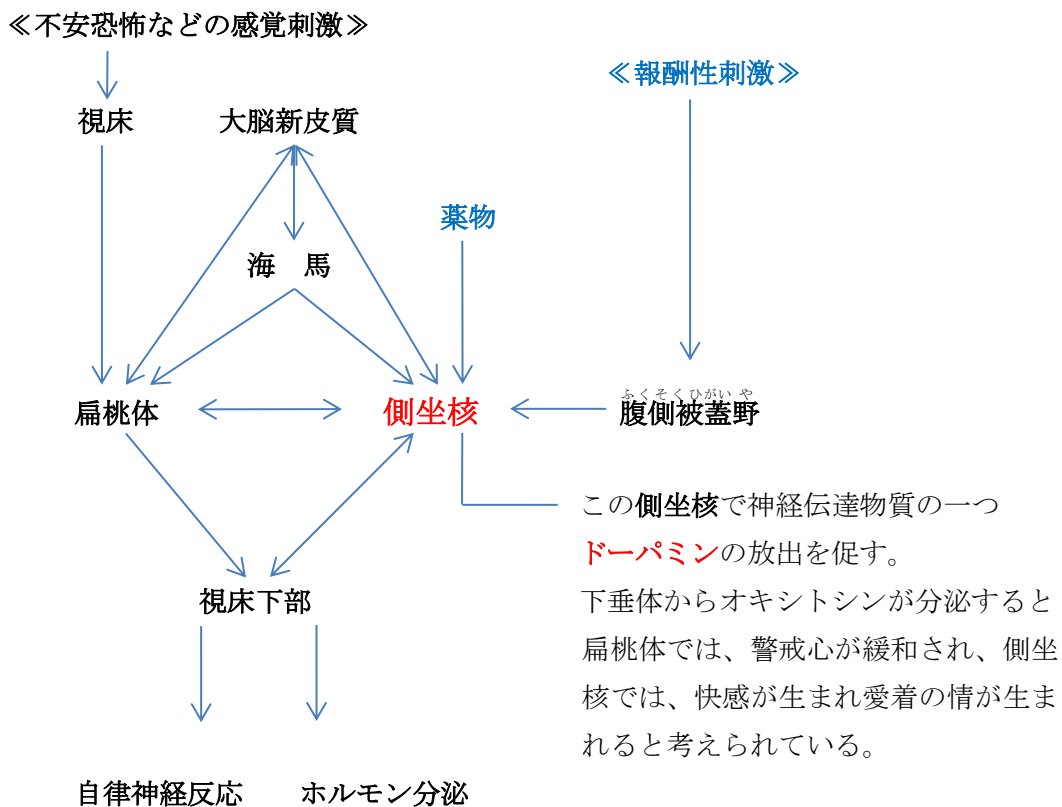 ≪不安恐怖などの感覚刺激≫
≪報酬性刺激≫
視床
大脳新皮質
薬物
海　馬
扁桃体
側坐核
ふくそくひがいや
腹側被蓋野
この側坐核で神経伝達物質の一つ
ドーパミンの放出を促す。
下垂体からオキシトシンが分泌すると
扁桃体では、警戒心が緩和され、側坐
核では、快感が生まれ愛着の情が生ま
れると考えられている。
視床下部
自律神経反応
ホルモン分泌